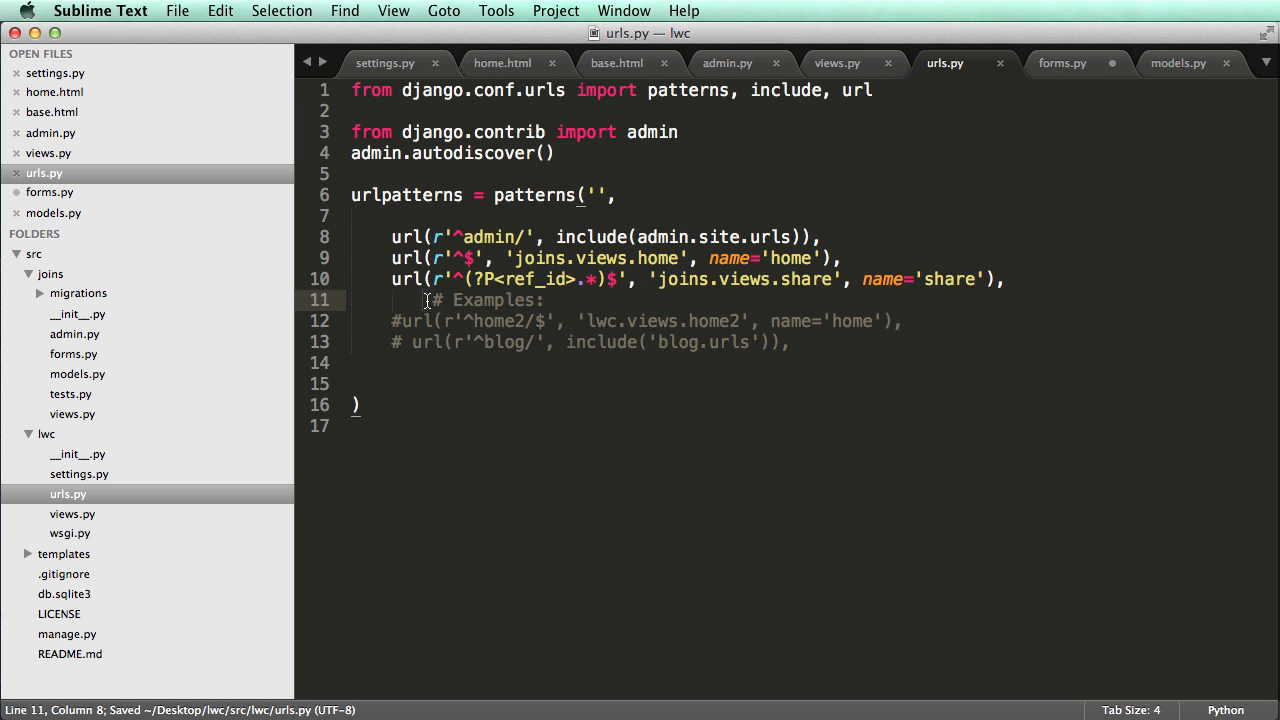 Sublime Text File Edit Selection Find View Goto Tools Project Window Help
urls.py — lwc
OPEN FILES
settings.py
home.html
base.html
admin.py
views.py
urls.py
forms.py
models.py
FOLDERS
src
joins
migrations
__init__.py
admin.py
forms.py
models.py
tests.py
views.py
lwc
__init__.py
settings.py
urls.py
views.py
wsgi.py
templates
.gitignore
db.sqlite3
LICENSE
manage.py
README.md
settings.py home.html base.html admin.py views.py urls.py forms.py models.py
1 from django.conf.urls import patterns, include, url
2
3 from django.contrib import admin
4 admin.autodiscover()
5
6 urlpatterns = patterns('',
7
8 url(r'^admin/', include(admin.site.urls)),
9 url(r'^$', 'joins.views.home', name='home'),
10 url(r'^(?P<ref_id>.*)$', 'joins.views.share', name='share'),
11 # Examples:
12 #url(r'^home2/$', 'lwc.views.home2', name='home'),
13 # url(r'^blog/', include('blog.urls')),
14
15
16 )
17
Line 11, Column 8; Saved ~/Desktop/lwc/src/lwc/urls.py (UTF-8) Tab Size: 4 Python